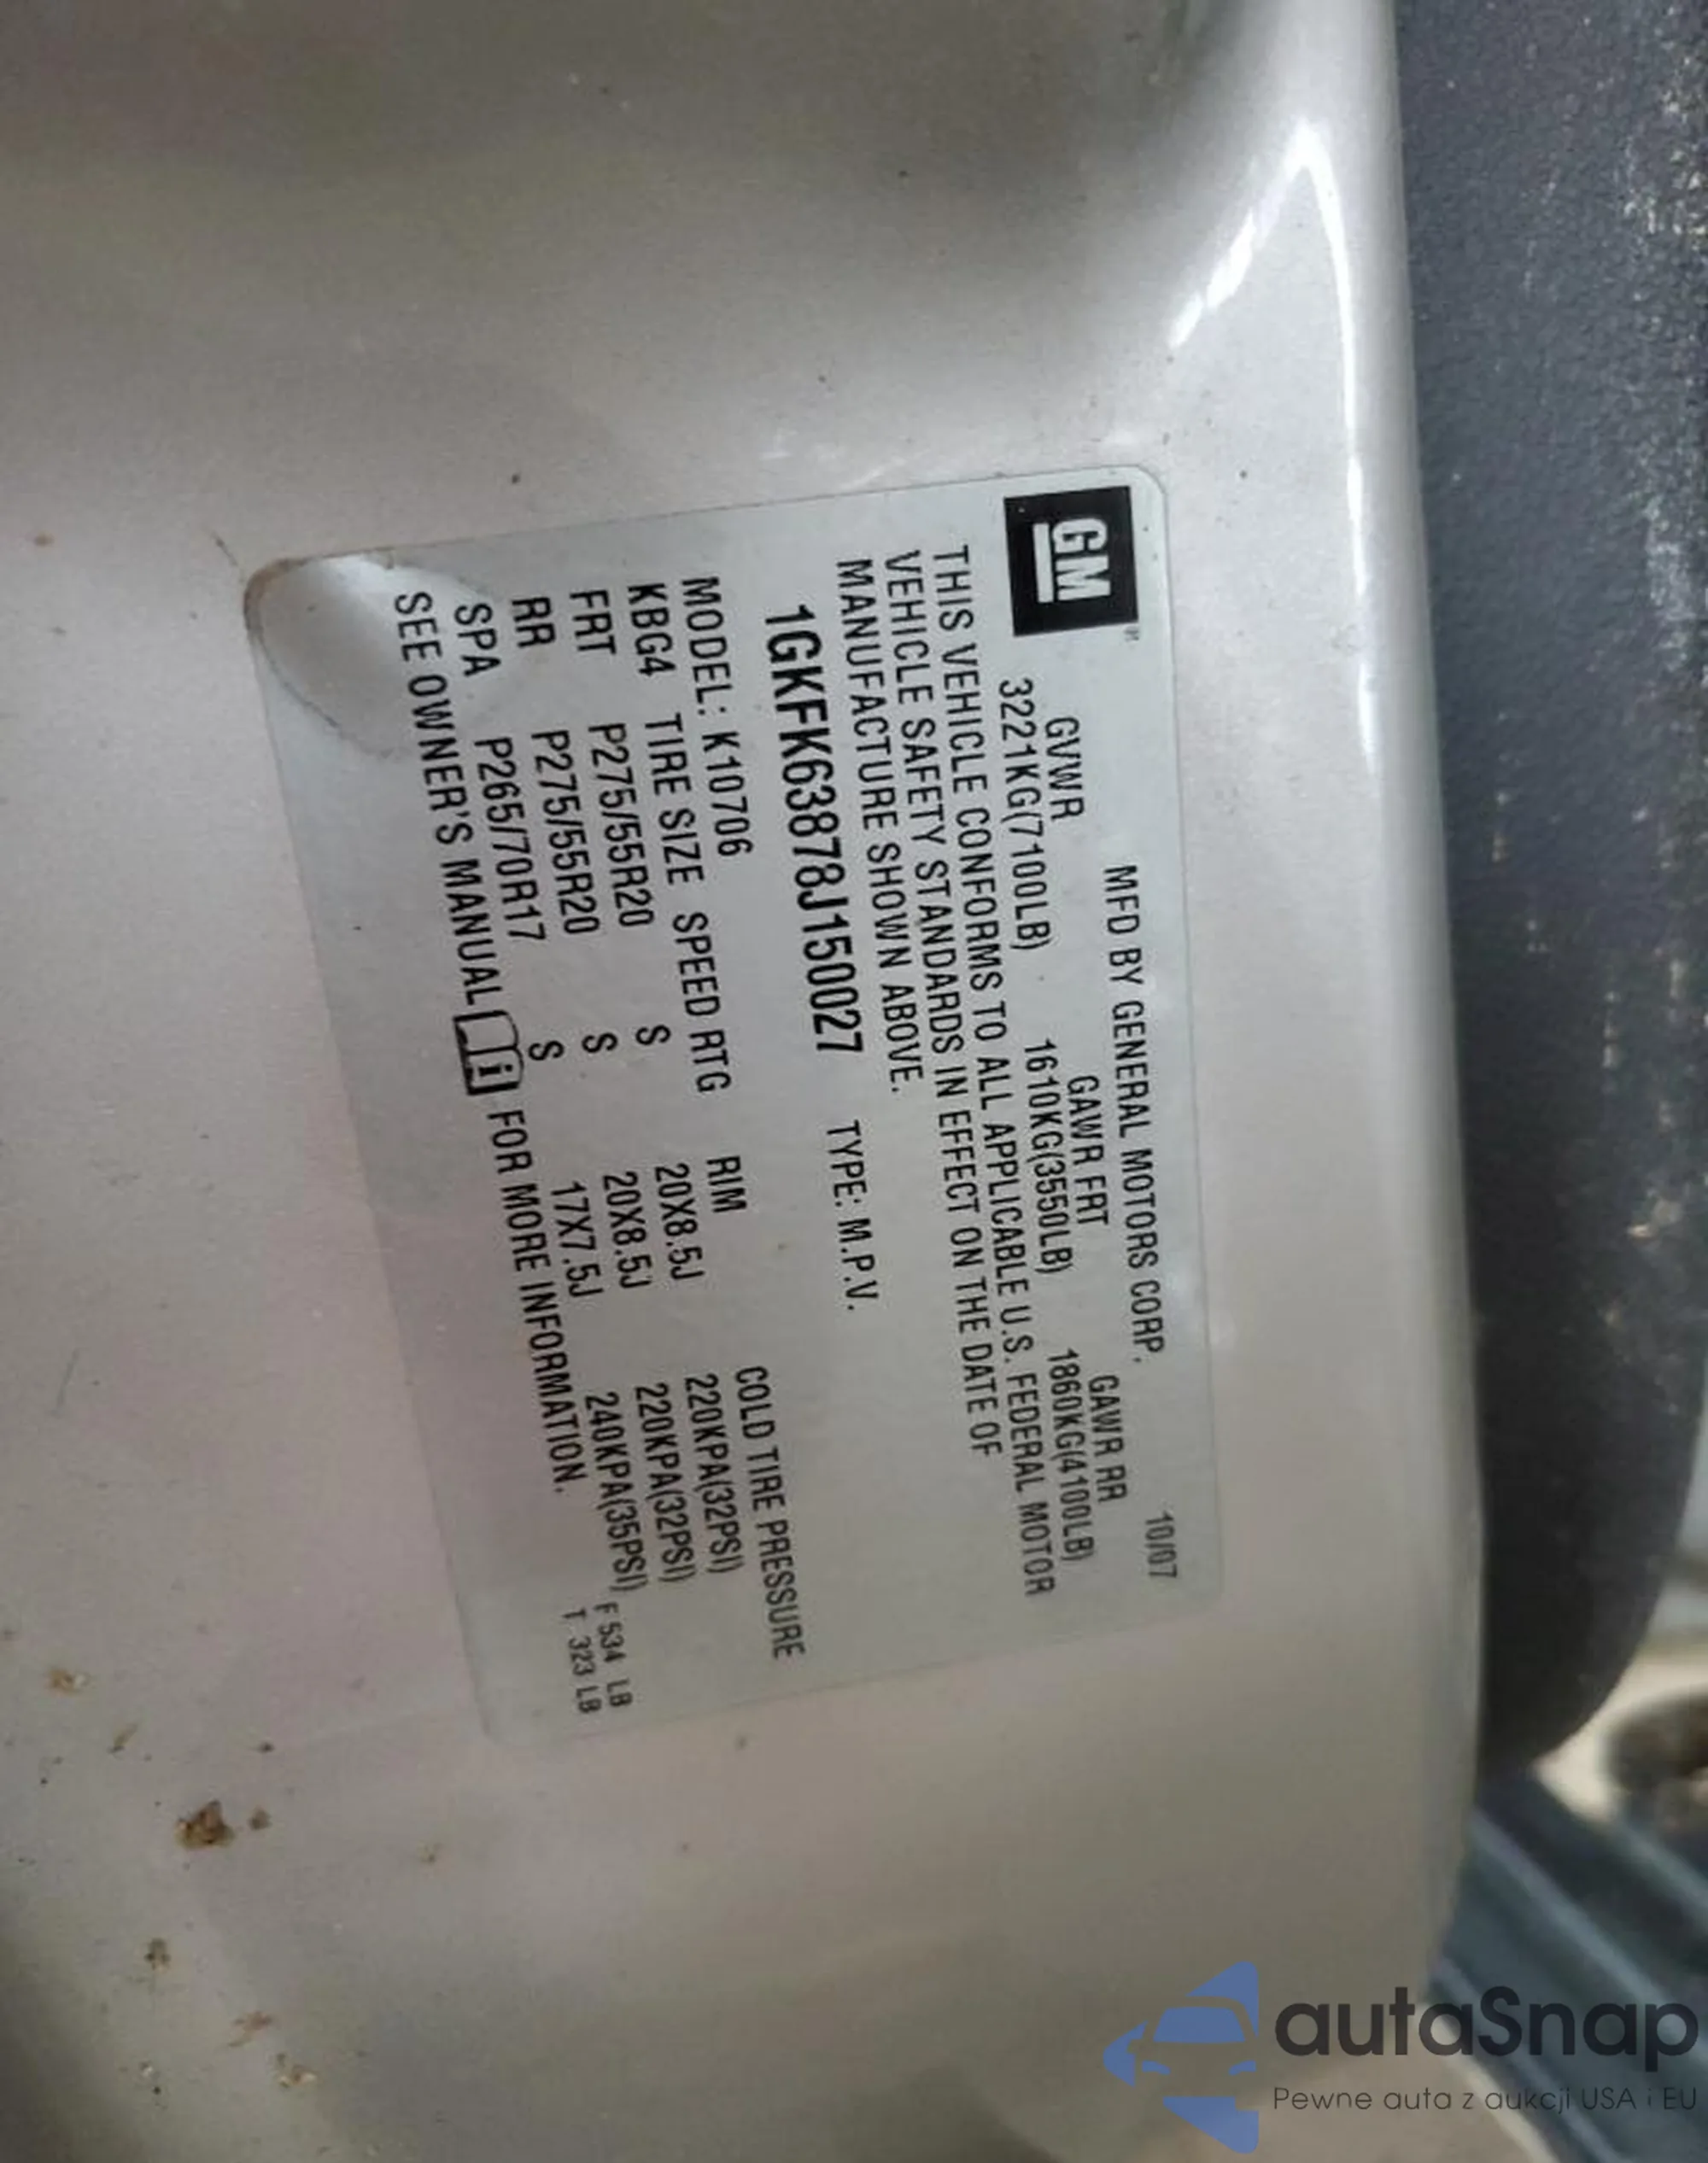 GM
MFD BY GENERAL MOTORS CORP. 10/07
GVWR GAWR FRT GAWR RR
3221KG(7100LB) 1610KG(3550LB) 1860KG(4100LB)
THIS VEHICLE CONFORMS TO ALL APPLICABLE U.S. FEDERAL MOTOR
VEHICLE SAFETY STANDARDS IN EFFECT ON THE DATE OF
MANUFACTURE SHOWN ABOVE.
1GKFK63878J150027 TYPE: M.P.V.
MODEL: K10706
KBG4 TIRE SIZE SPEED RTG RIM COLD TIRE PRESSURE
FRT P275/55R20 S 20X8.5J 220KPA(32PSI)
RR P275/55R20 S 20X8.5J 220KPA(32PSI)
SPA P265/70R17 S 17X7.5J 240KPA(35PSI) F 534 LB
SEE OWNER'S MANUAL i FOR MORE INFORMATION. T 323 LB
autaSnap
Pewne auta z aukcji USA i EU